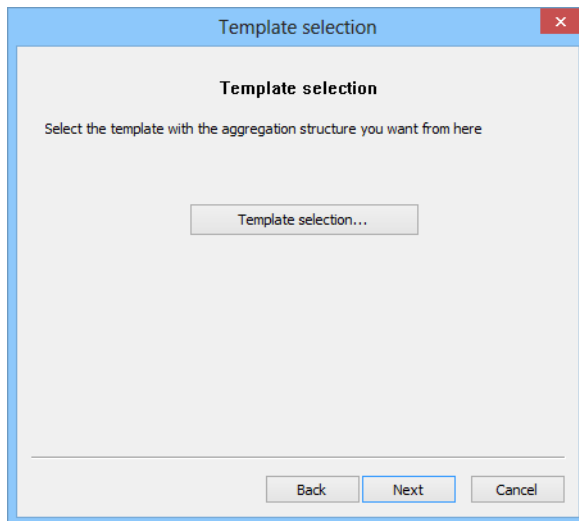 Template selection
Template selection
Select the template with the aggregation structure you want from here
Template selection...
Back Next Cancel